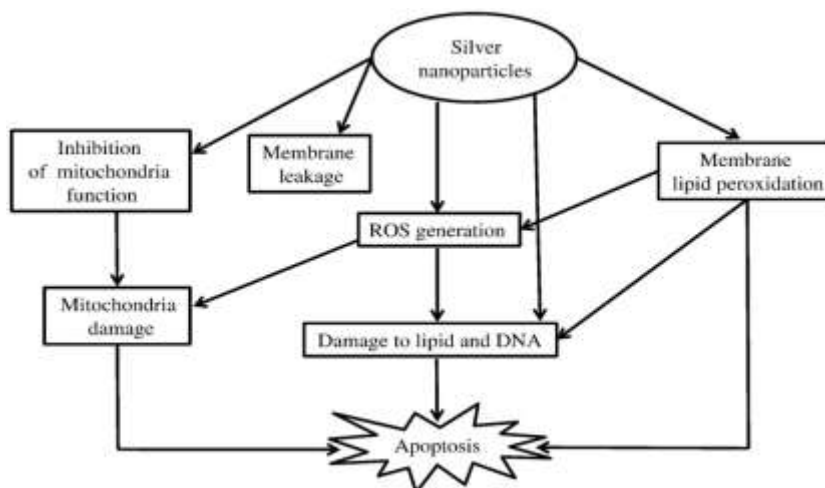 Silver
nanoparticles
Inhibition
of mitochondria
function
Membrane
leakage
Membrane
lipid peroxidation
ROS generation
Mitochondria
damage
Damage to lipid and DNA
Apoptosis